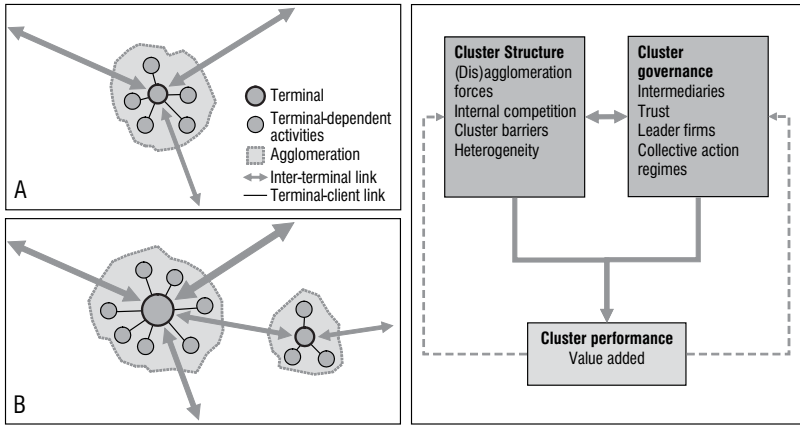 A
Terminal
Terminal-dependent
activities
Agglomeration
Inter-terminal link
Terminal-client link
B
Cluster Structure
(Dis)agglomeration
forces
Internal competition
Cluster barriers
Heterogeneity
Cluster
governance
Intermediaries
Trust
Leader firms
Collective action
regimes
Cluster performance
Value added